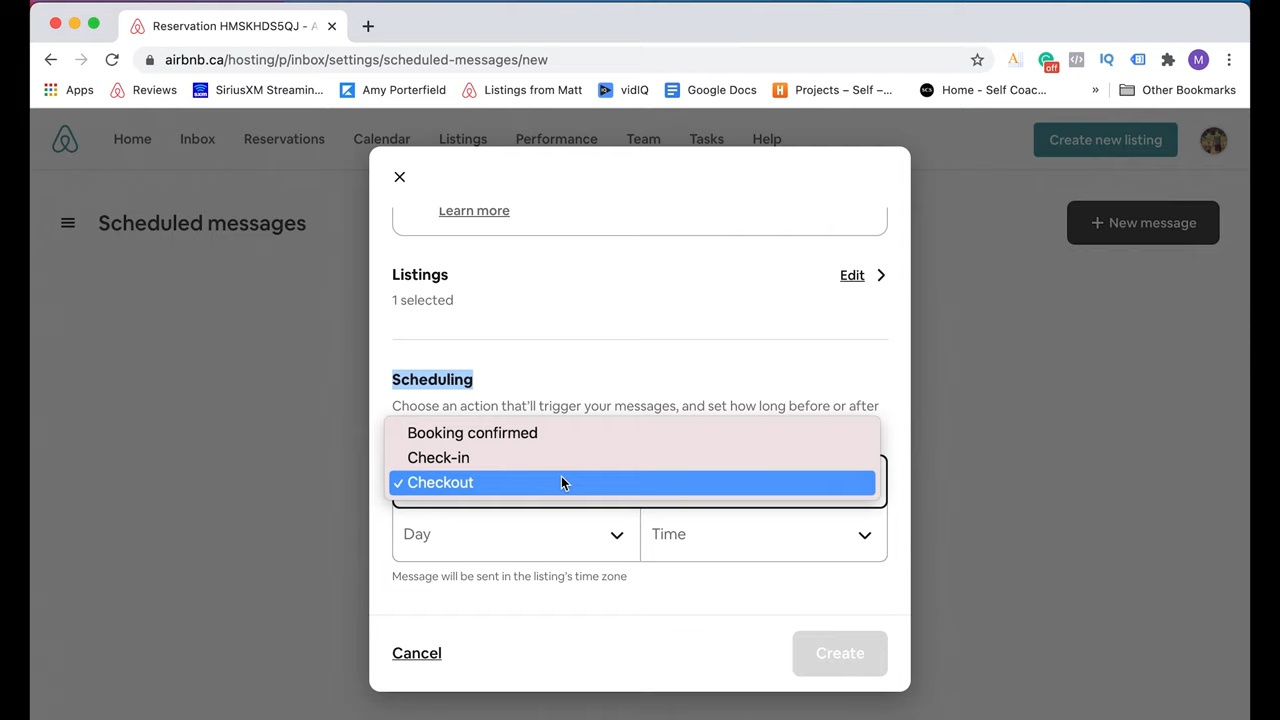 Reservation HMSKHDS5QJ - A
airbnb.ca/hosting/p/inbox/settings/scheduled-messages/new
off
IQ
M
Apps
Reviews
SiriusXM Streamin...
Amy Porterfield
Listings from Matt
vidIQ
Google Docs
Projects – Self –...
Home - Self Coac...
»
Other Bookmarks
Home
Inbox
Reservations
Calendar
Listings
Performance
Team
Tasks
Help
Create new listing
Scheduled messages
+ New message
Learn more
Listings
Edit
1 selected
Scheduling
Choose an action that'll trigger your messages, and set how long before or after
Booking confirmed
Check-in
✓ Checkout
Day
Time
Message will be sent in the listing's time zone
Cancel
Create